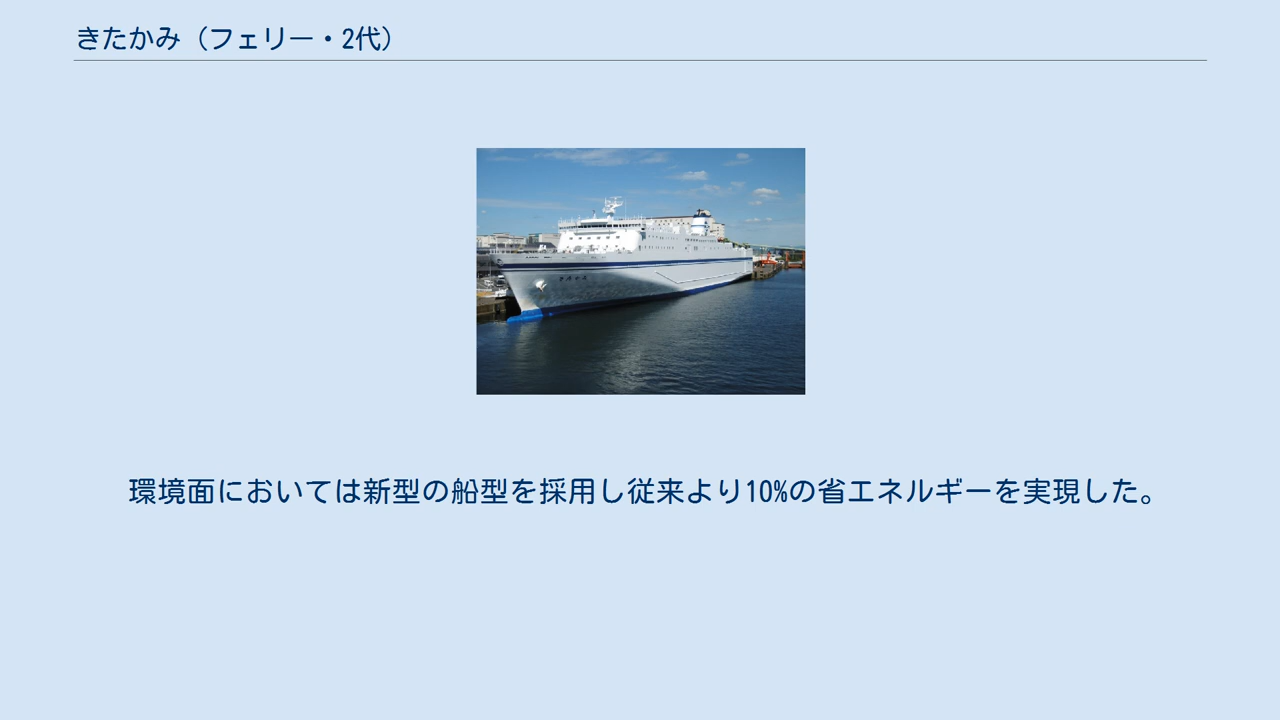 きたかみ（フェリー・2代）
環境面においては新型の船型を採用し従来より10%の省エネルギーを実現した。